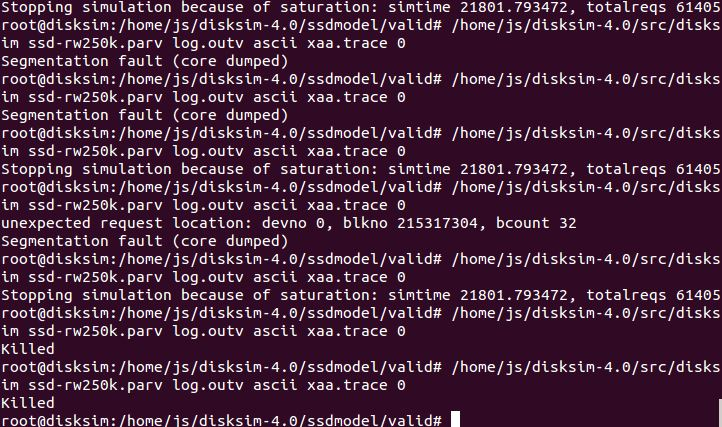 Stopping simulation because of saturation: simtime 21801.793472, totalreqs 61405
root@disksim:/home/js/disksim-4.0/ssdmodel/valid# /home/js/disksim-4.0/src/disks
im ssd-rw250k.parv log.outv ascii xaa.trace 0
Segmentation fault (core dumped)
root@disksim:/home/js/disksim-4.0/ssdmodel/valid# /home/js/disksim-4.0/src/disks
im ssd-rw250k.parv log.outv ascii xaa.trace 0
Segmentation fault (core dumped)
root@disksim:/home/js/disksim-4.0/ssdmodel/valid# /home/js/disksim-4.0/src/disks
im ssd-rw250k.parv log.outv ascii xaa.trace 0
Stopping simulation because of saturation: simtime 21801.793472, totalreqs 61405
root@disksim:/home/js/disksim-4.0/ssdmodel/valid# /home/js/disksim-4.0/src/disks
im ssd-rw250k.parv log.outv ascii xaa.trace 0
unexpected request location: devno 0, blkno 215317304, bcount 32
Segmentation fault (core dumped)
root@disksim:/home/js/disksim-4.0/ssdmodel/valid# /home/js/disksim-4.0/src/disks
im ssd-rw250k.parv log.outv ascii xaa.trace 0
Stopping simulation because of saturation: simtime 21801.793472, totalreqs 61405
root@disksim:/home/js/disksim-4.0/ssdmodel/valid# /home/js/disksim-4.0/src/disks
im ssd-rw250k.parv log.outv ascii xaa.trace 0
Killed
root@disksim:/home/js/disksim-4.0/ssdmodel/valid# /home/js/disksim-4.0/src/disks
im ssd-rw250k.parv log.outv ascii xaa.trace 0
Killed
root@disksim:/home/js/disksim-4.0/ssdmodel/valid#